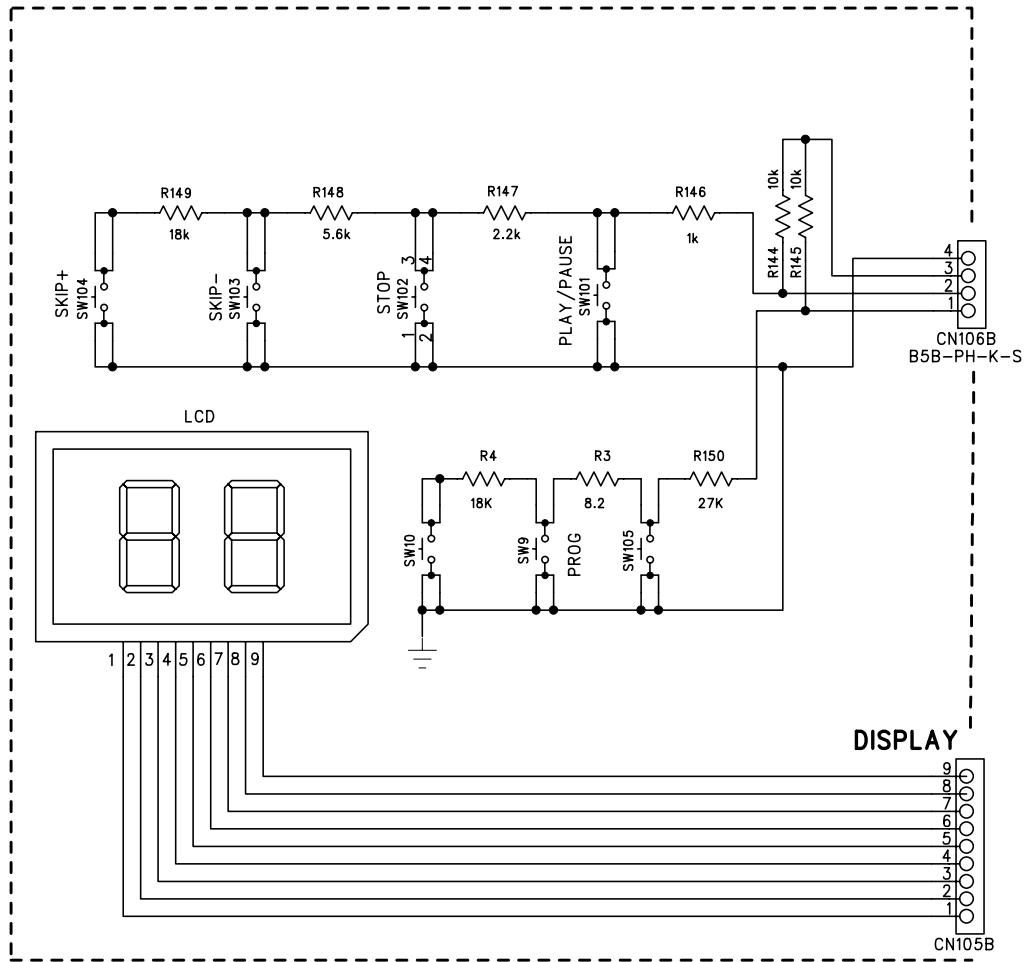 R149
18k
R148
5.6k
R147
2.2k
R146
1k
10k
10k
R144
R145
SKIP+
SW104
SKIP-
SW103
STOP
SW102
3
4
1
2
PLAY/PAUSE
SW101
4
3
2
1
CN106B
B5B-PH-K-S
LCD
R4
18K
R3
8.2
R150
27K
SW10
SW9
PROG
SW105
1 2 3 4 5 6 7 8 9
DISPLAY
9
8
7
6
5
4
3
2
1
CN105B